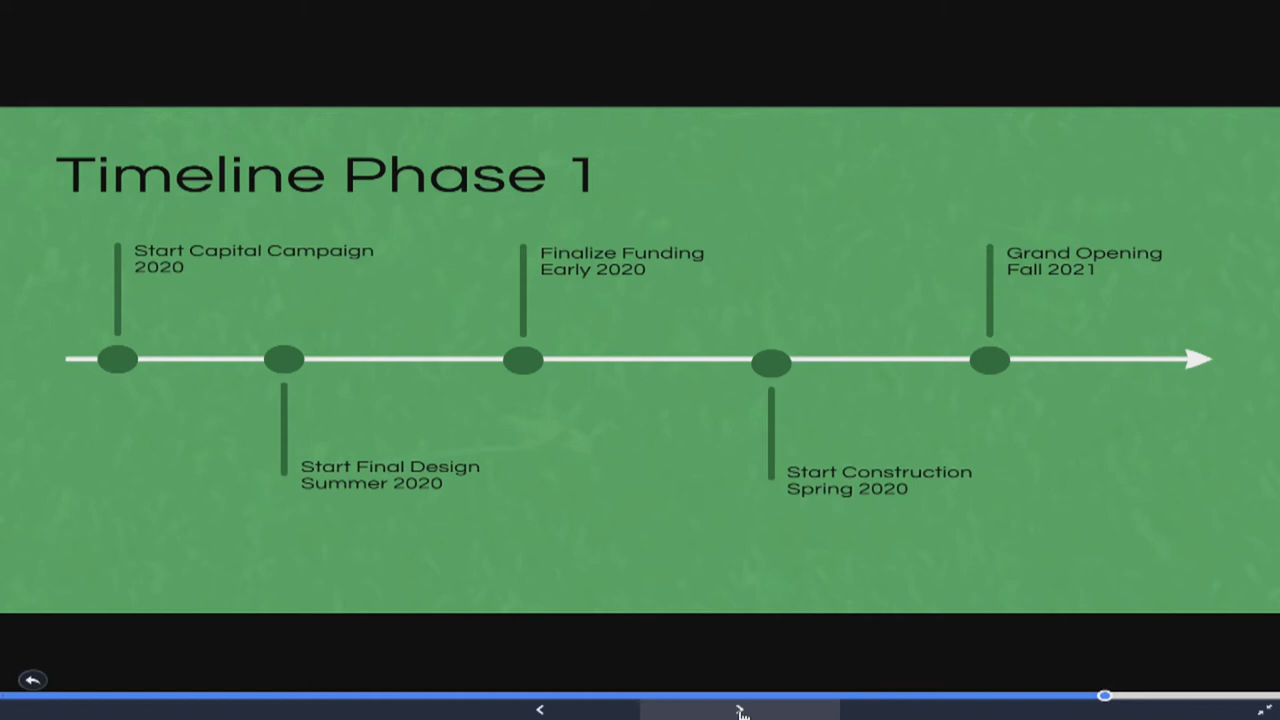 Timeline Phase 1
Start Capital Campaign
2020
Finalize Funding
Early 2020
Grand Opening
Fall 2021
Start Final Design
Summer 2020
Start Construction
Spring 2020